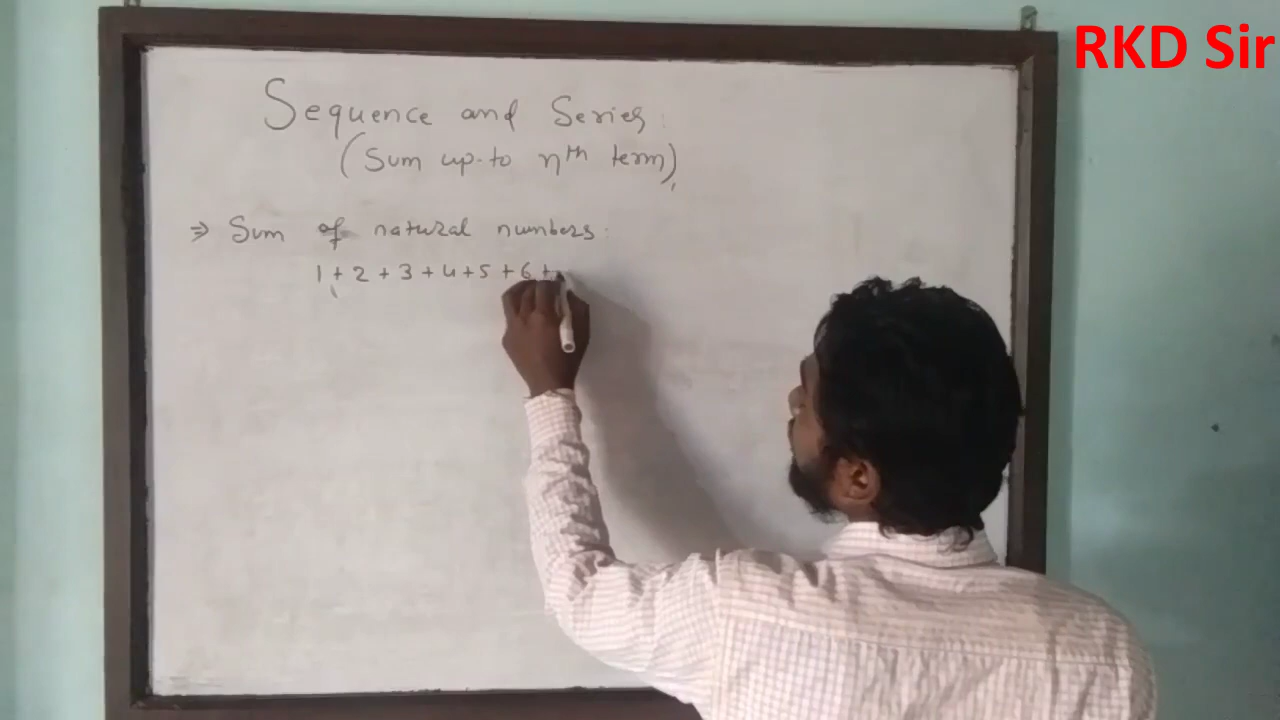 RKD Sir
Sequence and Series:
(Sum up-to nth term),
⇒ Sum of natural numbers:
1 + 2 + 3 + 4 + 5 + 6 +